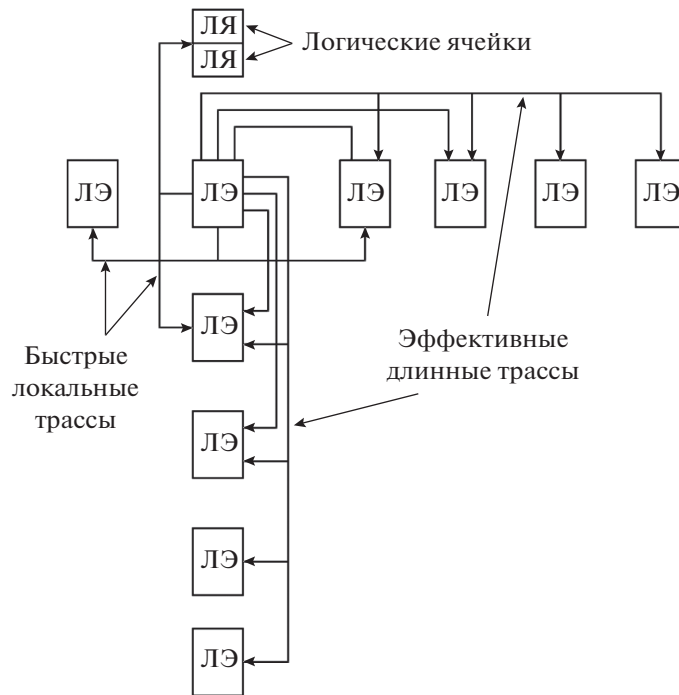 ЛЯ
ЛЯ
Логические ячейки
ЛЭ
ЛЭ
ЛЭ
ЛЭ
ЛЭ
ЛЭ
ЛЭ
Быстрые
локальные
трассы
Эффективные
длинные трассы
ЛЭ
ЛЭ
ЛЭ